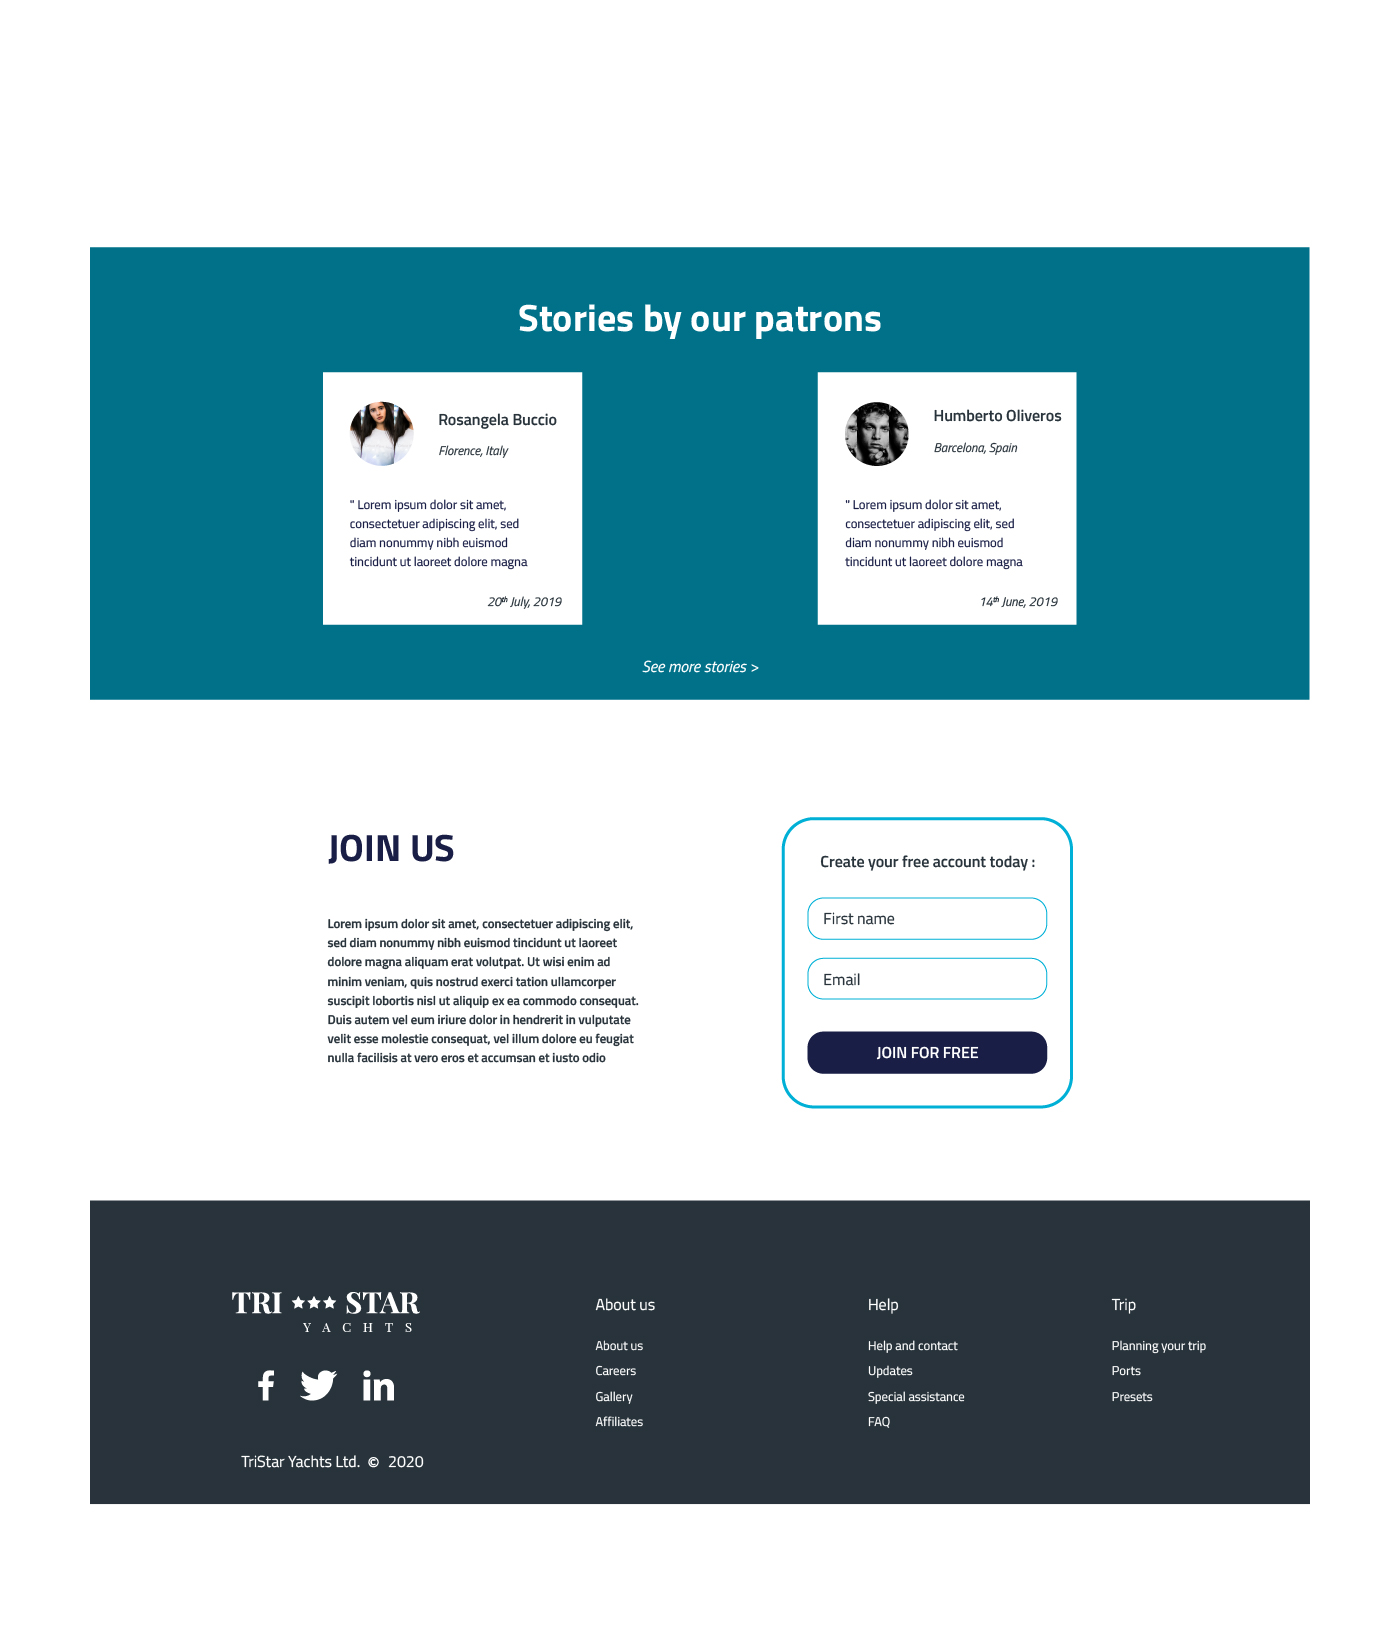 Stories by our patrons
Rosangela Buccio
Florence, Italy
" Lorem ipsum dolor sit amet,
consectetuer adipiscing elit, sed
diam nonummy nibh euismod
tincidunt ut laoreet dolore magna
20th July, 2019
Humberto Oliveros
Barcelona, Spain
" Lorem ipsum dolor sit amet,
consectetuer adipiscing elit, sed
diam nonummy nibh euismod
tincidunt ut laoreet dolore magna
14th June, 2019
See more stories >
JOIN US
Lorem ipsum dolor sit amet, consectetuer adipiscing elit,
sed diam nonummy nibh euismod tincidunt ut laoreet
dolore magna aliquam erat volutpat. Ut wisi enim ad
minim veniam, quis nostrud exerci tation ullamcorper
suscipit lobortis nisl ut aliquip ex ea commodo consequat.
Duis autem vel eum iriure dolor in hendrerit in vulputate
velit esse molestie consequat, vel illum dolore eu feugiat
nulla facilisis at vero eros et accumsan et iusto odio
Create your free account today :
First name
Email
JOIN FOR FREE
TRI ★★★ STAR
YACHTS
TriStar Yachts Ltd. © 2020
About us
About us
Careers
Gallery
Affiliates
Help
Help and contact
Updates
Special assistance
FAQ
Trip
Planning your trip
Ports
Presets